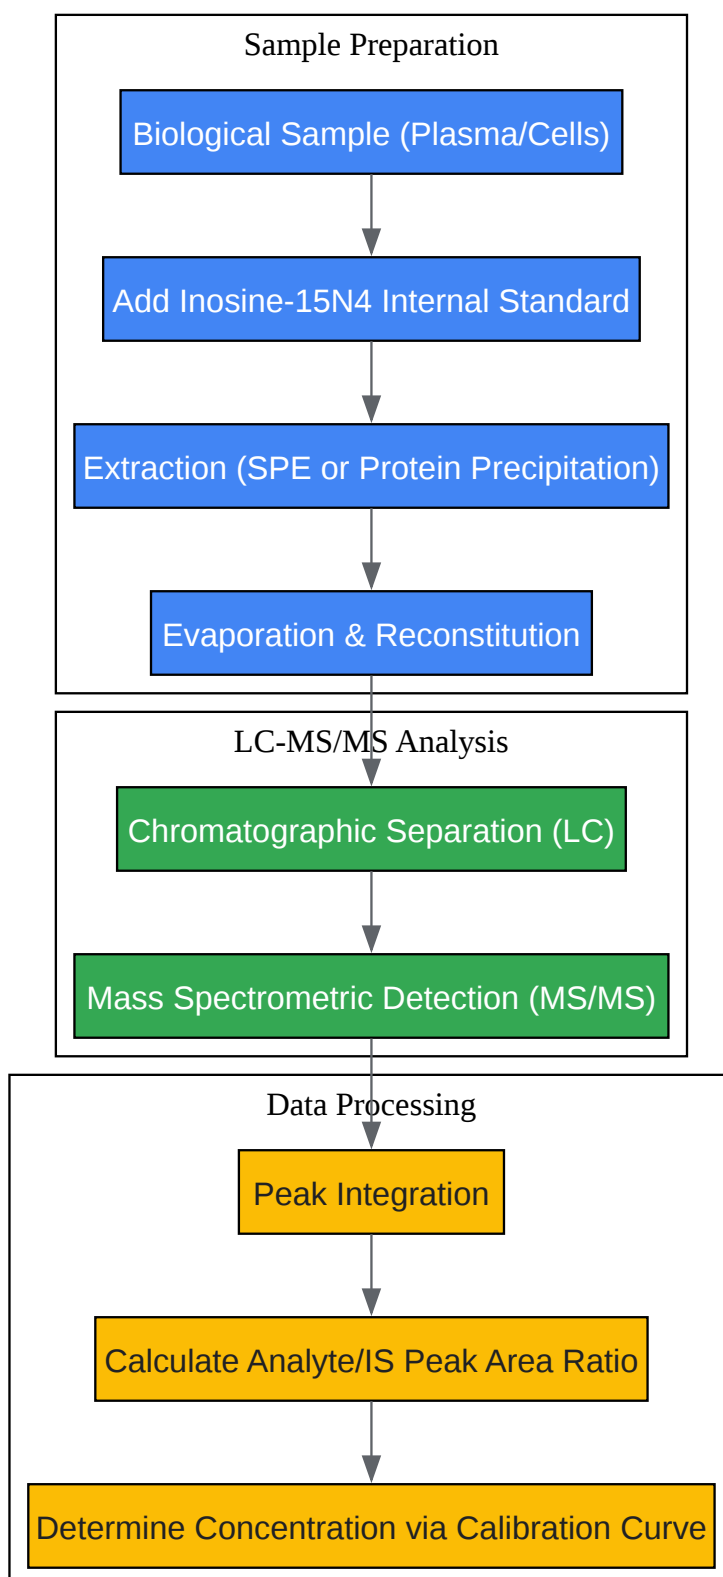 Sample Preparation
Biological Sample (Plasma/Cells)
Add Inosine-15N4 Internal Standard
Extraction (SPE or Protein Precipitation)
Evaporation & Reconstitution
LC-MS/MS Analysis
Chromatographic Separation (LC)
Mass Spectrometric Detection (MS/MS)
Data Processing
Peak Integration
Calculate Analyte/IS Peak Area Ratio
Determine Concentration via Calibration Curve